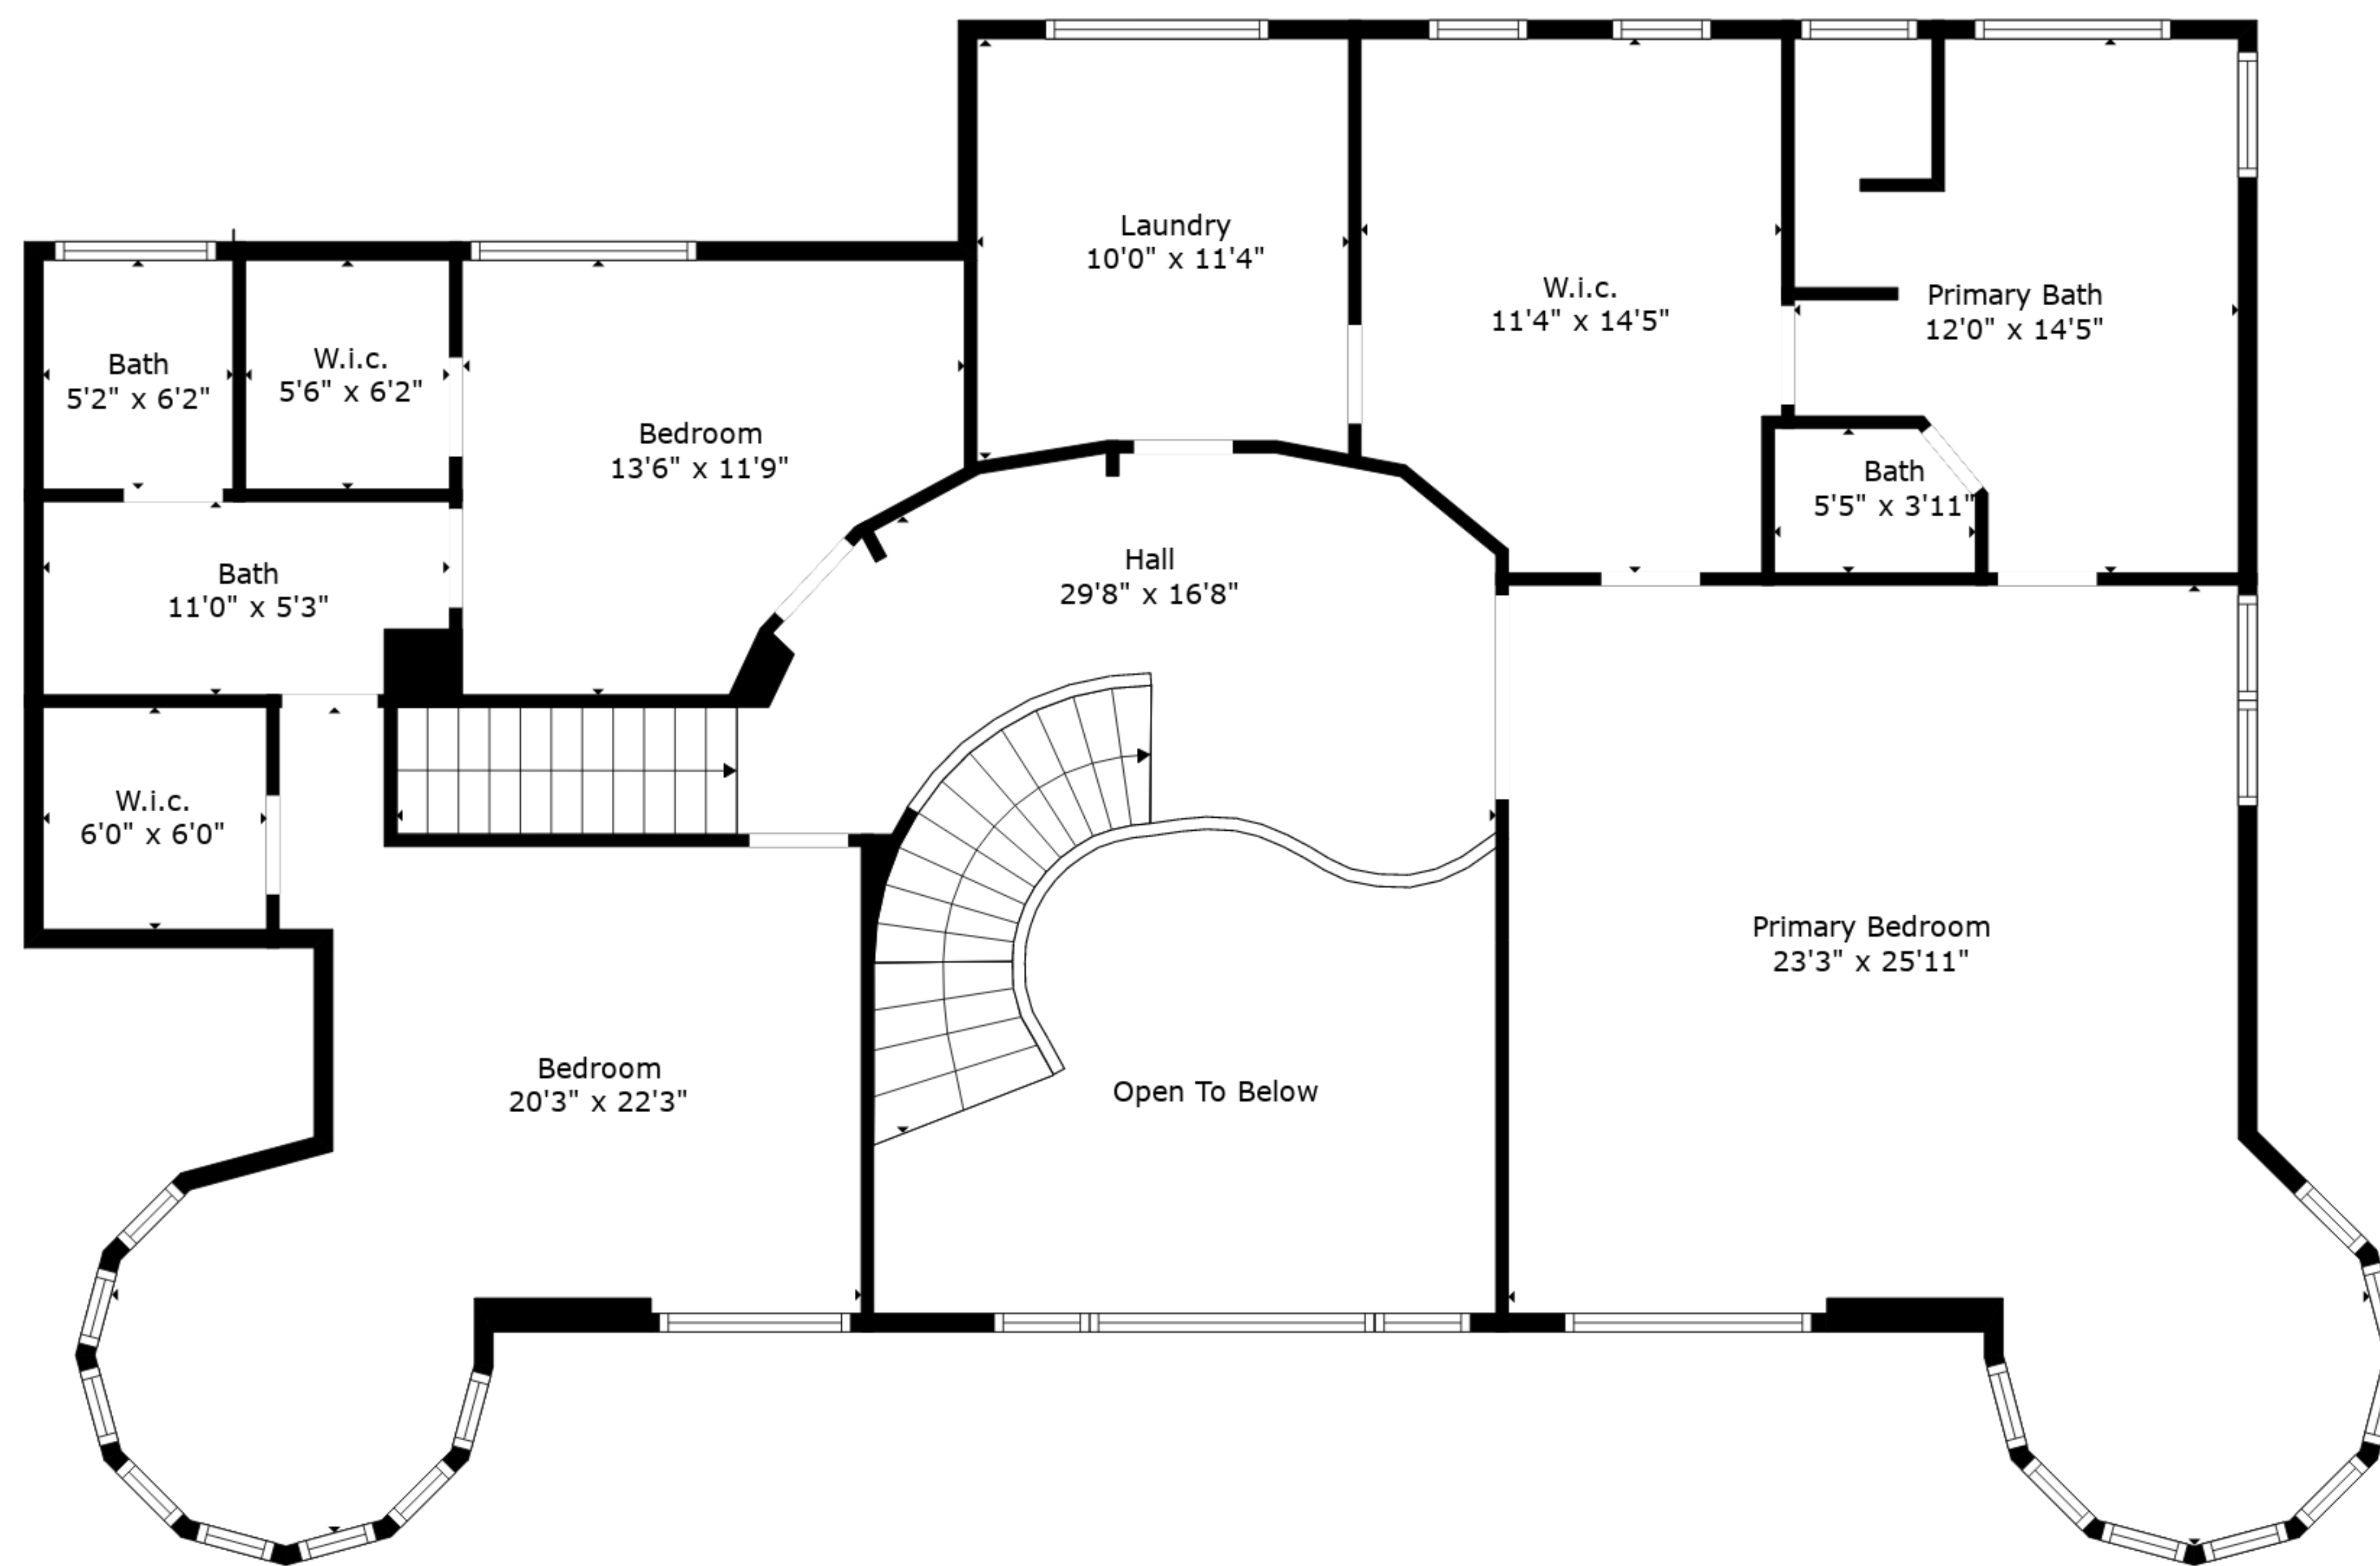 Laundry
10'0" x 11'4"
W.i.c.
11'4" x 14'5"
Primary Bath
12'0" x 14'5"
Bath
5'2" x 6'2"
W.i.c.
5'6" x 6'2"
Bedroom
13'6" x 11'9"
Bath
5'5" x 3'11"
Bath
11'0" x 5'3"
Hall
29'8" x 16'8"
W.i.c.
6'0" x 6'0"
Primary Bedroom
23'3" x 25'11"
Bedroom
20'3" x 22'3"
Open To Below